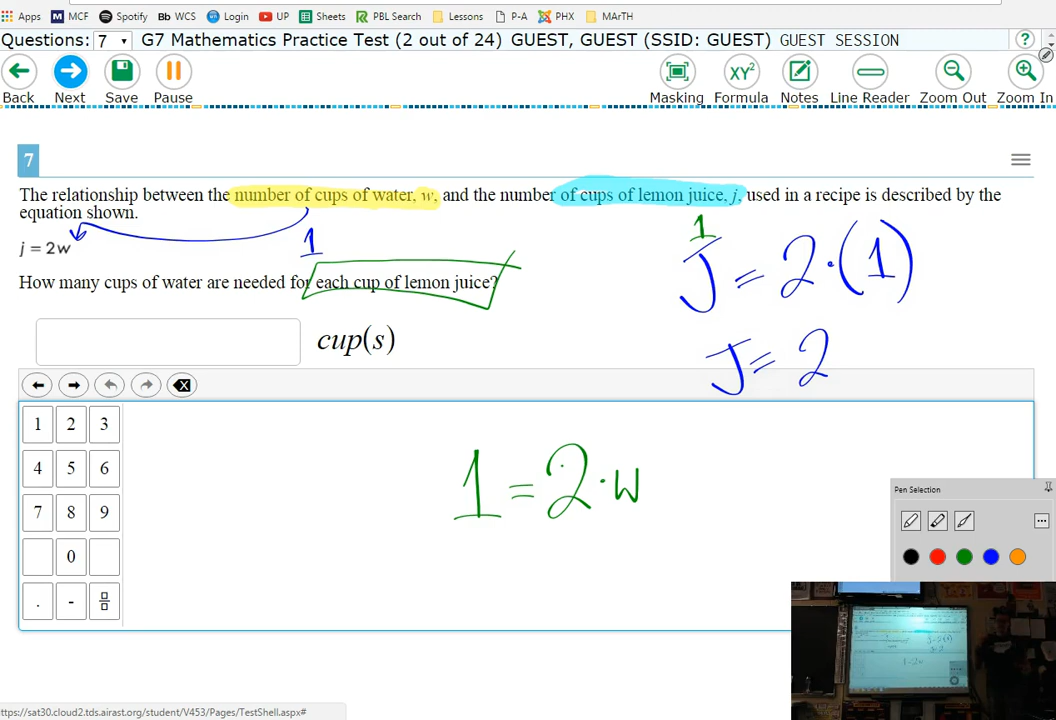 Apps MCF Spotify Bb WCS Login UP Sheets PBL Search Lessons P-A PHX MArTH
Questions: 7 G7 Mathematics Practice Test (2 out of 24) GUEST, GUEST (SSID: GUEST) GUEST SESSION
Back Next Save Pause Masking Formula Notes Line Reader Zoom Out Zoom In
7
The relationship between the number of cups of water, w, and the number of cups of lemon juice, j, used in a recipe is described by the
equation shown.
j = 2w
1
How many cups of water are needed for each cup of lemon juice?
1
J = 2·(1)
J = 2
cup(s)
1 2 3
4 5 6
7 8 9
0
. -
1 = 2·w
Pen Selection
https://sat30.cloud2.tds.airast.org/student/V453/Pages/TestShell.aspx#